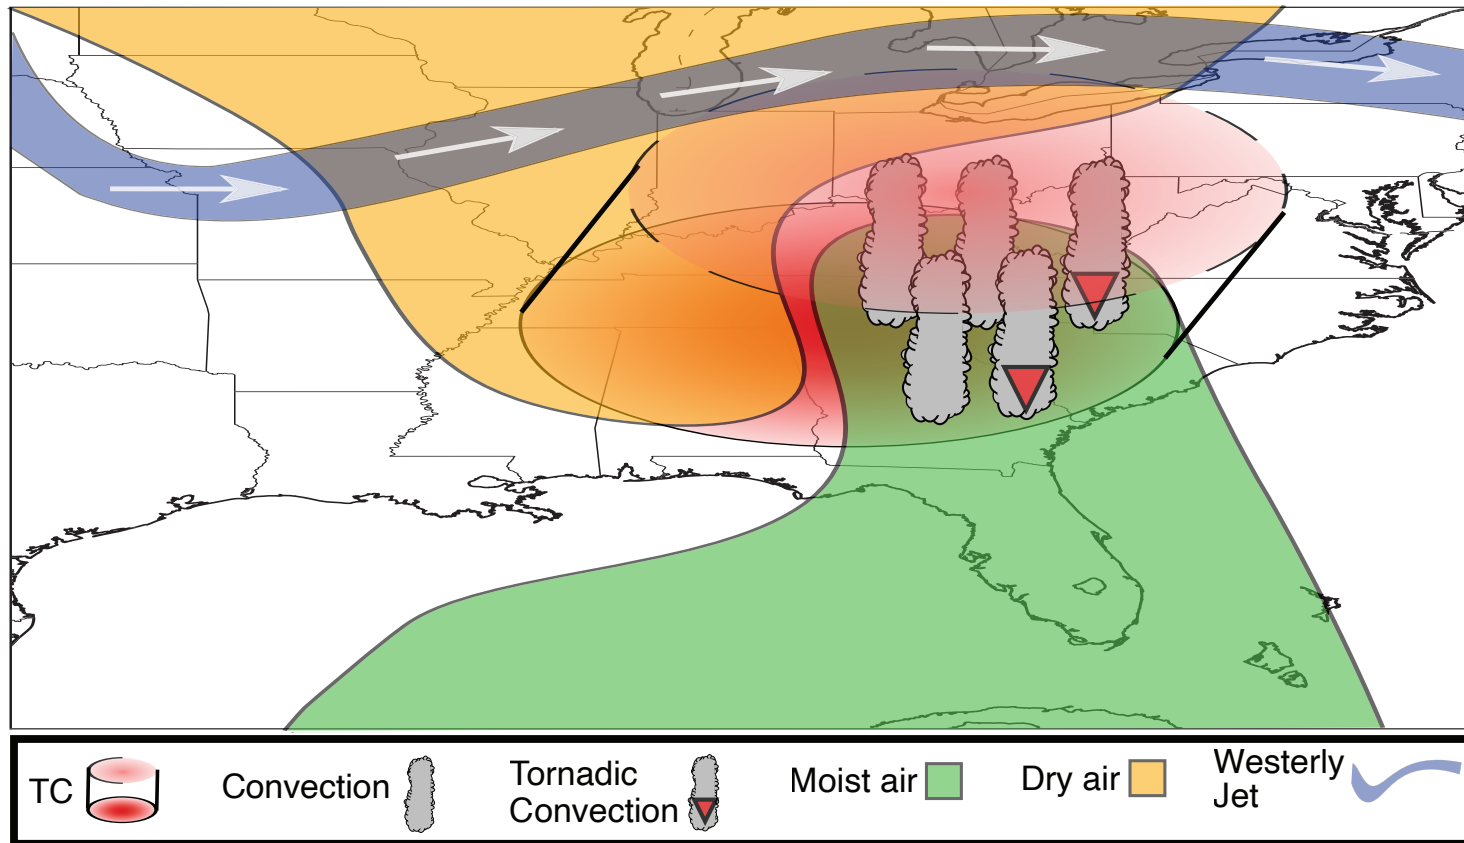 TC
Convection
Tornadic
Convection
Moist air
Dry air
Westerly
Jet